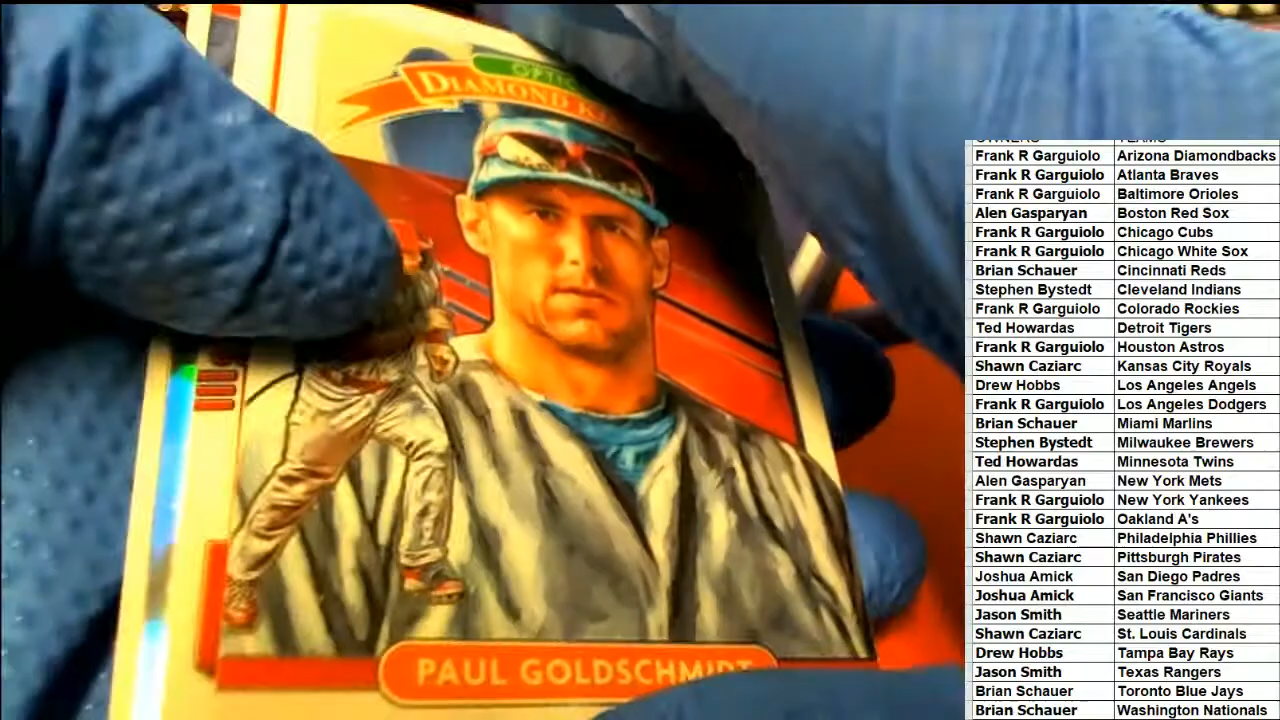 OPTIC
DIAMOND
PAUL GOLDSCHMIDT
OWNERS TEAMS
Frank R Garguiolo Arizona Diamondbacks
Frank R Garguiolo Atlanta Braves
Frank R Garguiolo Baltimore Orioles
Alen Gasparyan Boston Red Sox
Frank R Garguiolo Chicago Cubs
Frank R Garguiolo Chicago White Sox
Brian Schauer Cincinnati Reds
Stephen Bystedt Cleveland Indians
Frank R Garguiolo Colorado Rockies
Ted Howardas Detroit Tigers
Frank R Garguiolo Houston Astros
Shawn Caziarc Kansas City Royals
Drew Hobbs Los Angeles Angels
Frank R Garguiolo Los Angeles Dodgers
Brian Schauer Miami Marlins
Stephen Bystedt Milwaukee Brewers
Ted Howardas Minnesota Twins
Alen Gasparyan New York Mets
Frank R Garguiolo New York Yankees
Frank R Garguiolo Oakland A's
Shawn Caziarc Philadelphia Phillies
Shawn Caziarc Pittsburgh Pirates
Joshua Amick San Diego Padres
Joshua Amick San Francisco Giants
Jason Smith Seattle Mariners
Shawn Caziarc St. Louis Cardinals
Drew Hobbs Tampa Bay Rays
Jason Smith Texas Rangers
Brian Schauer Toronto Blue Jays
Brian Schauer Washington Nationals